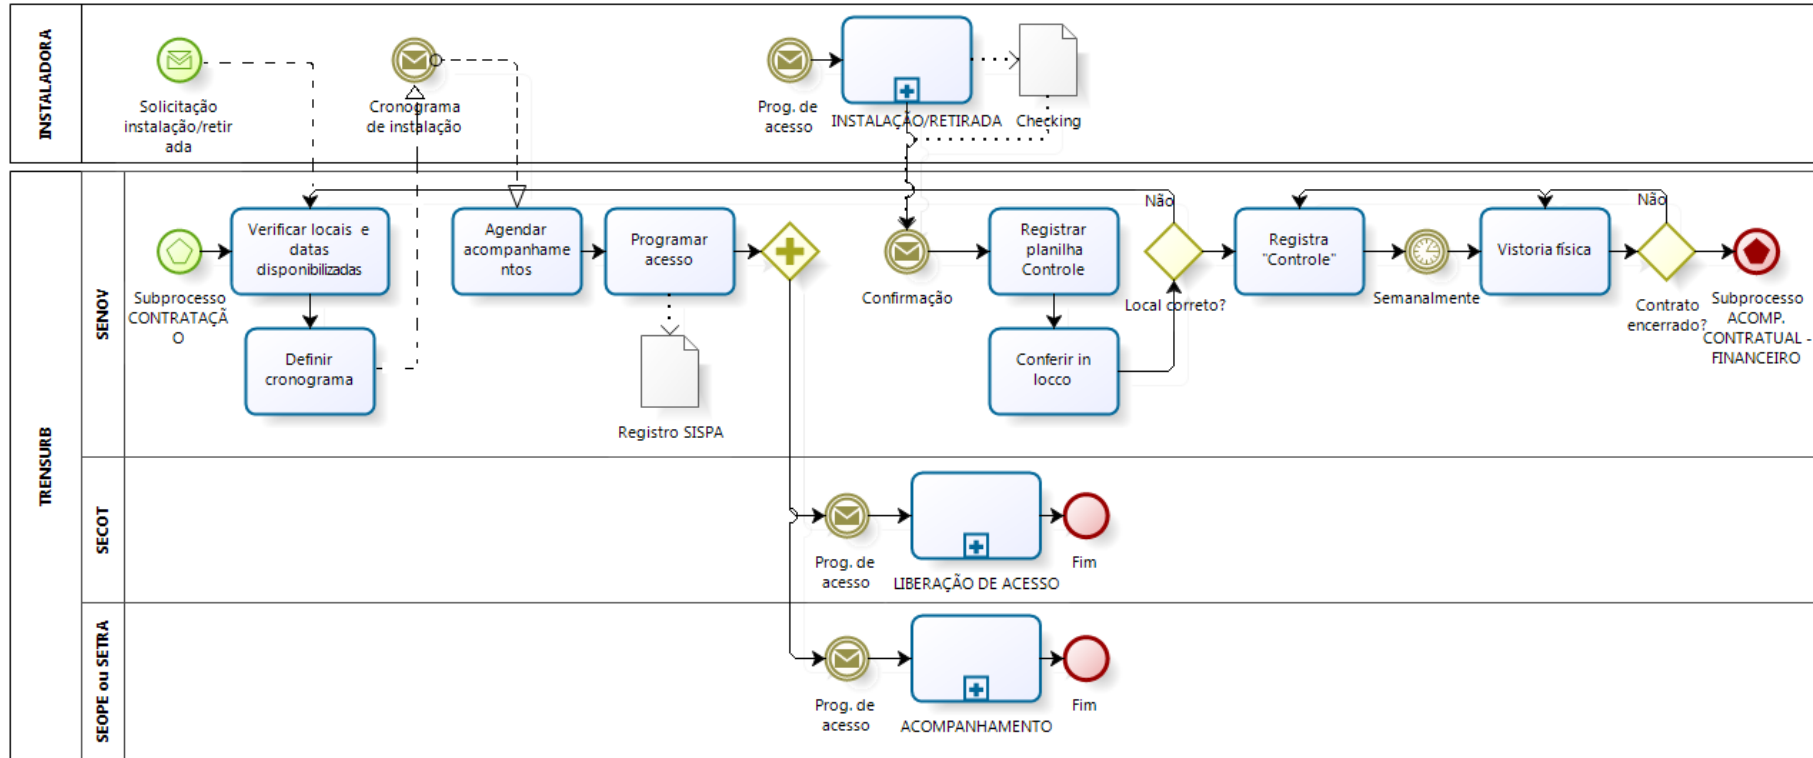 INSTALADORA
Solicitação
instalação/retir
ada
Cronograma
de instalação
Prog. de
acesso
INSTALAÇÃO/RETIRADA
Checking
TRENSURB
SENOV
Subprocesso
CONTRATAÇÃ
O
Verificar locais e
datas
disponibilizadas
Definir
cronograma
Agendar
acompanhame
ntos
Programar
acesso
Registro SISPA
Confirmação
Registrar
planilha
Controle
Conferir in
locco
Não
Local correto?
Registra
"Controle"
Semanalmente
Vistoria física
Não
Contrato
encerrado?
Subprocesso
ACOMP.
CONTRATUAL -
FINANCEIRO
SECOT
Prog. de
acesso
LIBERAÇÃO DE ACESSO
Fim
SEOPE ou SETRA
Prog. de
acesso
ACOMPANHAMENTO
Fim